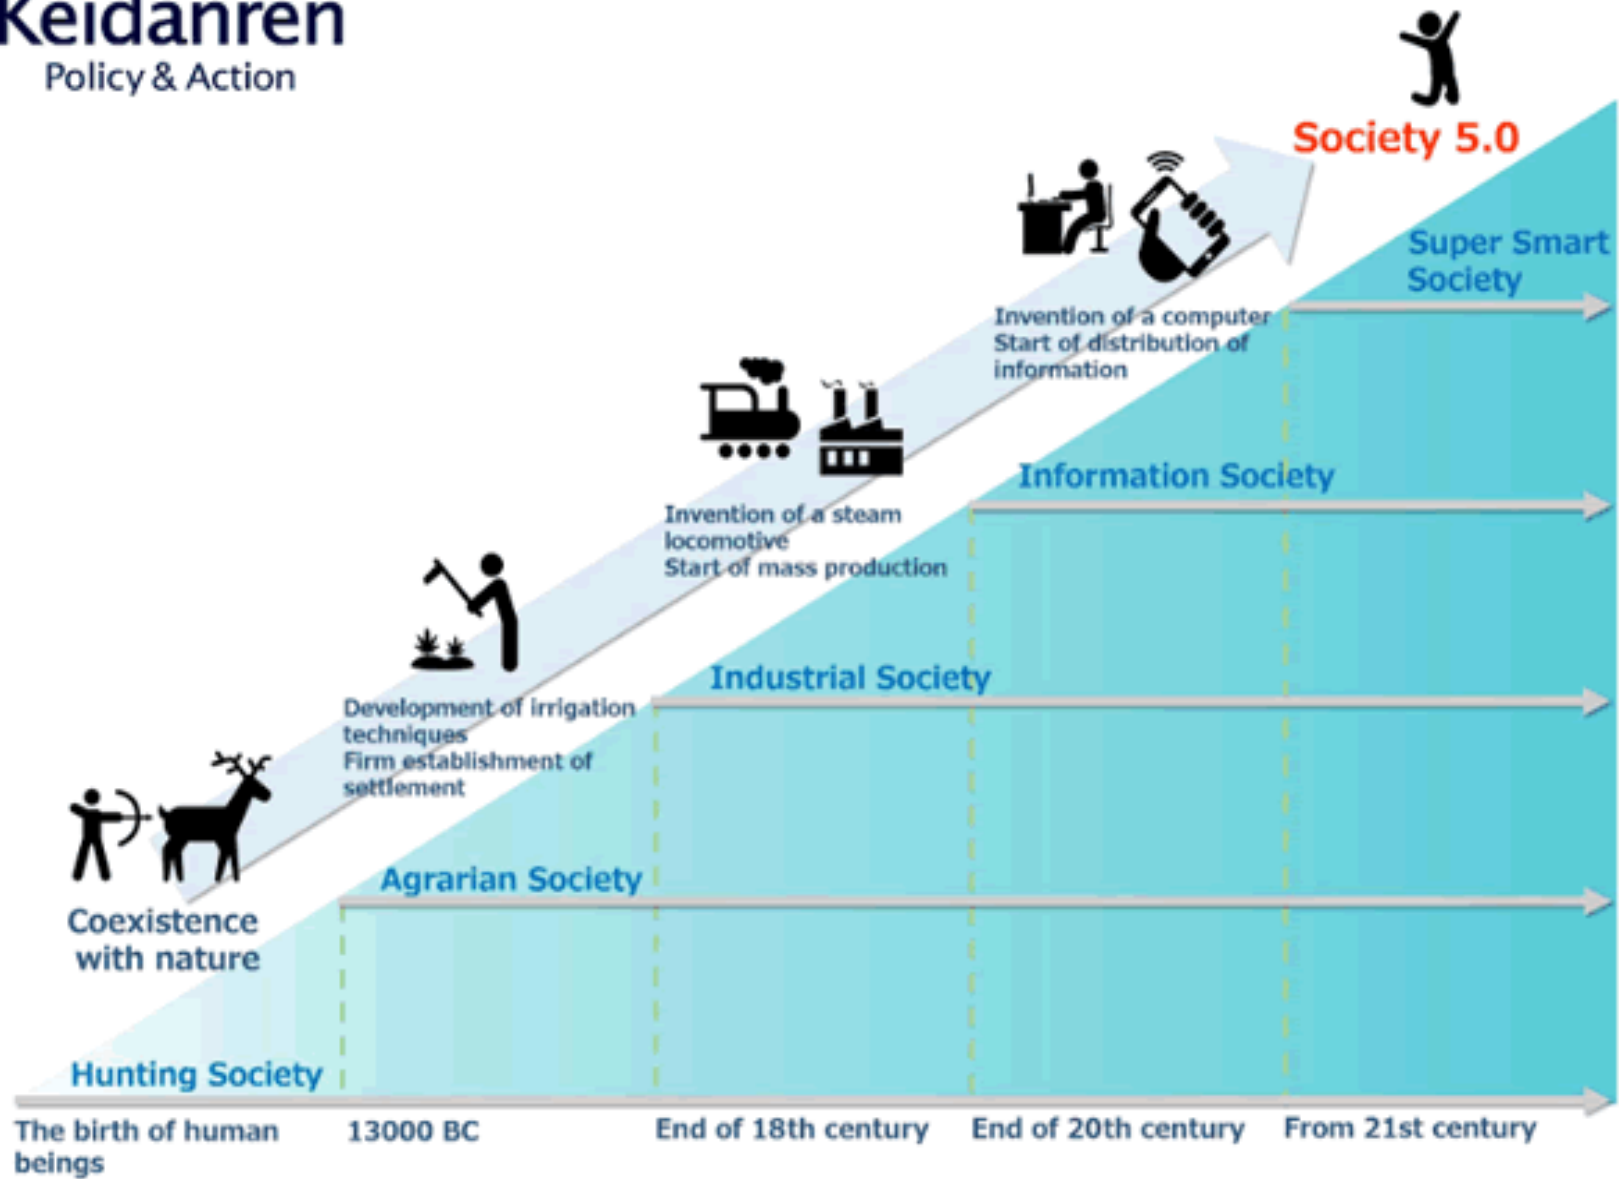 Keidanren
Policy & Action
Society 5.0
Super Smart
Society
Invention of a computer
Start of distribution of
information
Information Society
Invention of a steam
locomotive
Start of mass production
Industrial Society
Development of irrigation
techniques
Firm establishment of
settlement
Agrarian Society
Coexistence
with nature
Hunting Society
The birth of human
beings
13000 BC
End of 18th century
End of 20th century
From 21st century